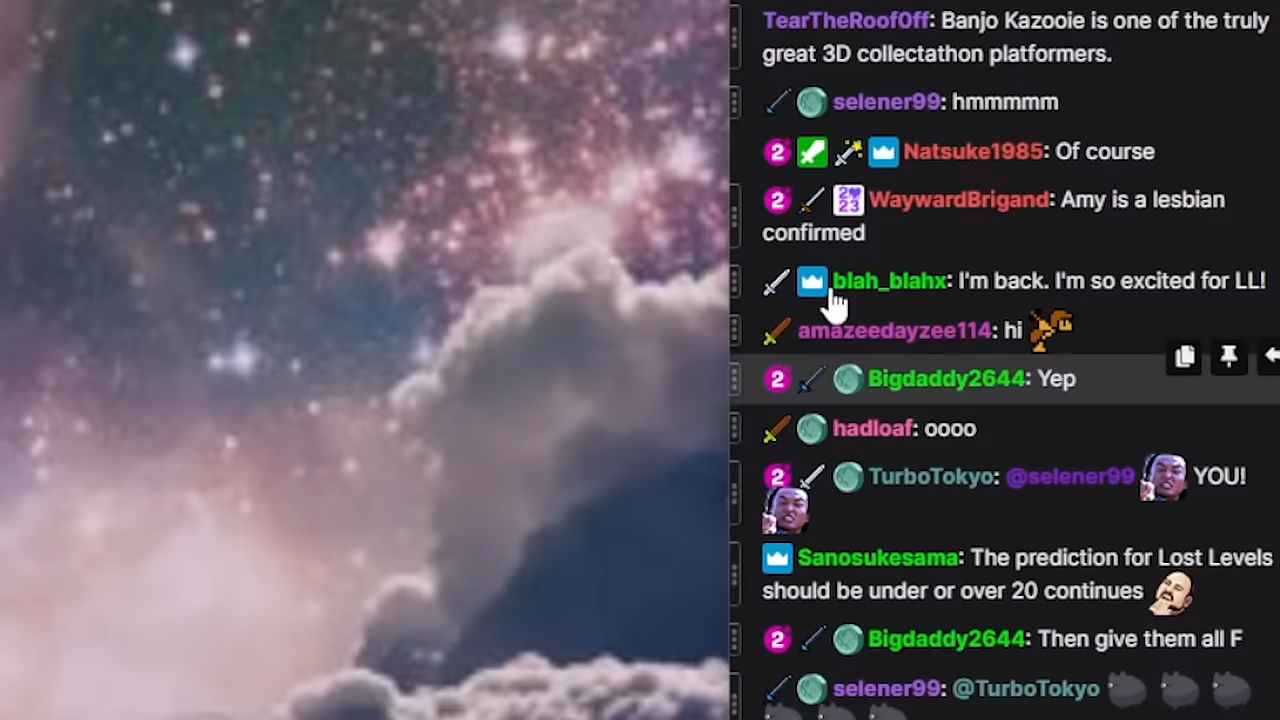 TearTheRoofOff: Banjo Kazooie is one of the truly
great 3D collectathon platformers.
selener99: hmmmmm
2 Natsuke1985: Of course
2 2 23 WaywardBrigand: Amy is a lesbian
confirmed
blah_blahx: I'm back. I'm so excited for LL!
amazeedayzee114: hi
2 Bigdaddy2644: Yep
hadloaf: oooo
2 TurboTokyo: @selener99 YOU!
Sanosukesama: The prediction for Lost Levels
should be under or over 20 continues
2 Bigdaddy2644: Then give them all F
selener99: @TurboTokyo